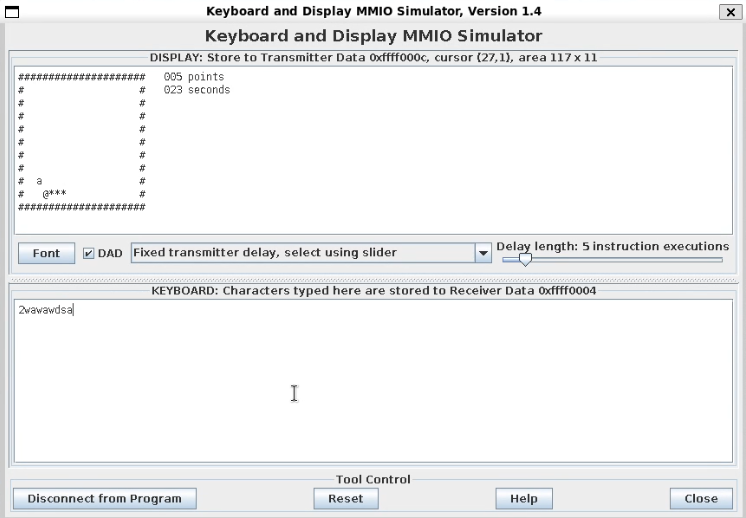 Keyboard and Display MMIO Simulator, Version 1.4
Keyboard and Display MMIO Simulator
DISPLAY: Store to Transmitter Data 0xffff000c, cursor (27,1), area 117 x 11
#####################   005 points
#                   #   023 seconds
#                   #
#                   #
#                   #
#                   #
#                   #
#                   #
#  a                #
#   @***            #
#####################
Font DAD Fixed transmitter delay, select using slider Delay length: 5 instruction executions
KEYBOARD: Characters typed here are stored to Receiver Data 0xffff0004
2wawawdsa
Tool Control
Disconnect from Program Reset Help Close